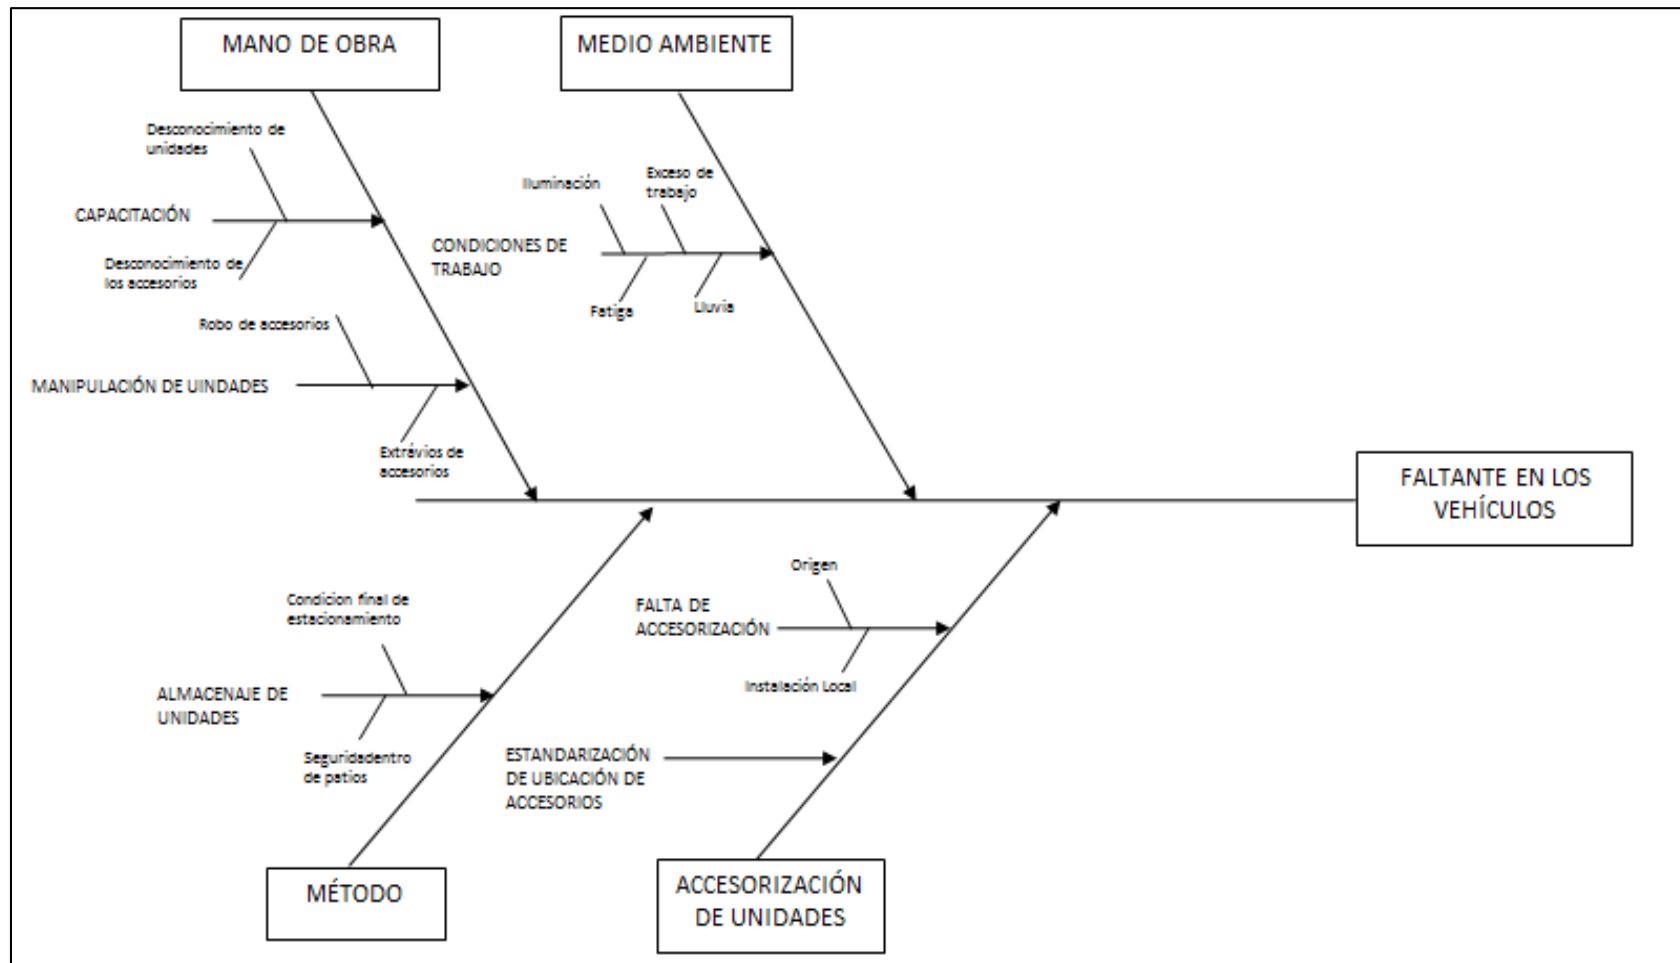 MANO DE OBRA
MEDIO AMBIENTE
Desconocimiento de
unidades
CAPACITACIÓN
Desconocimiento de
los accesorios
Robo de accesorios
MANIPULACIÓN DE UINDADES
Extrávios de
accesorios
Iluminación
Exceso de
trabajo
CONDICIONES DE
TRABAJO
Fatiga
Lluvia
FALTANTE EN LOS
VEHÍCULOS
Condicion final de
estacionamiento
ALMACENAJE DE
UNIDADES
Seguridadentro
de patios
Origen
FALTA DE
ACCESORIZACIÓN
Instalación Local
ESTANDARIZACIÓN
DE UBICACIÓN DE
ACCESORIOS
MÉTODO
ACCESORIZACIÓN
DE UNIDADES